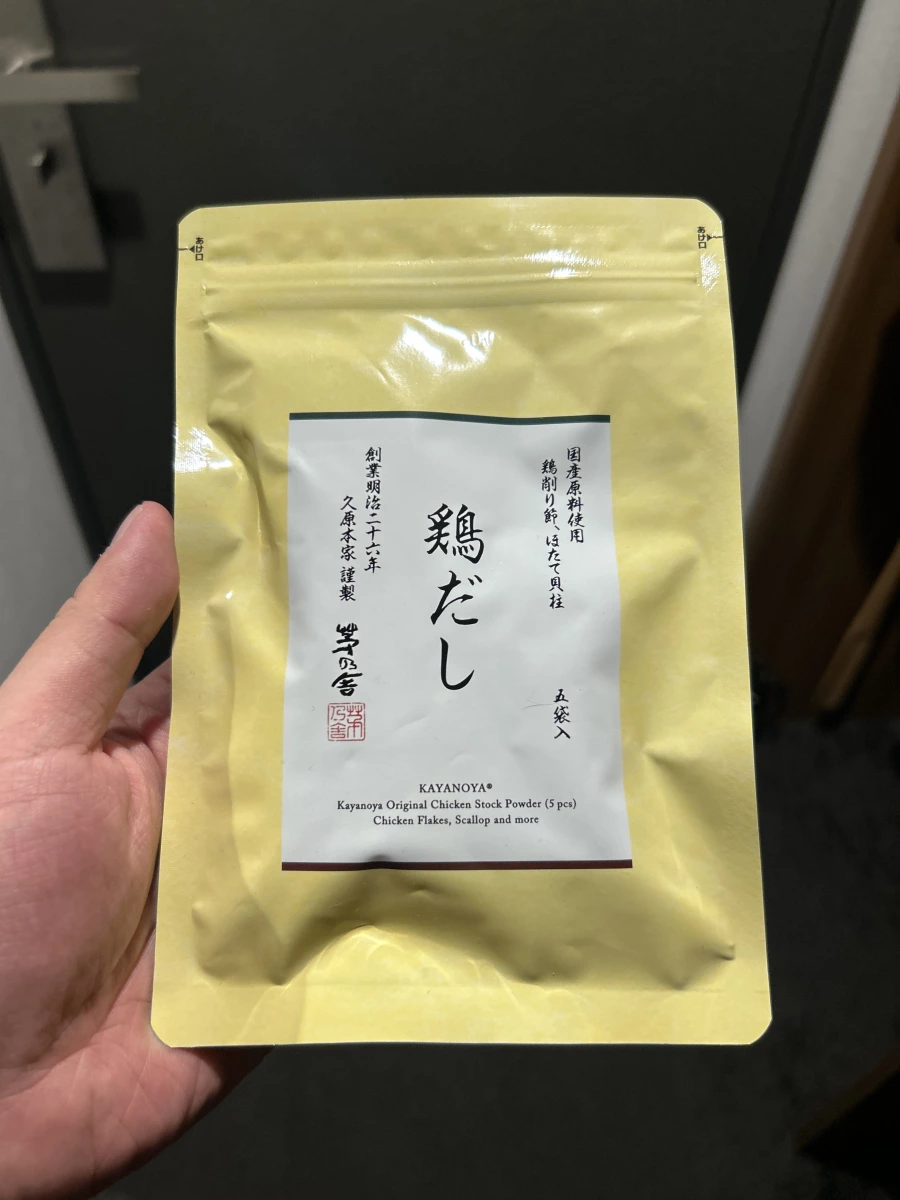 あけ口
あけ口
国産原料使用
鶏削り節、ほたて貝柱
五袋入
鶏だし
創業明治二十六年
久原本家 謹製
茅乃舎
茅乃舎
KAYANOYA®
Kayanoya Original Chicken Stock Powder (5 pcs)
Chicken Flakes, Scallop and more